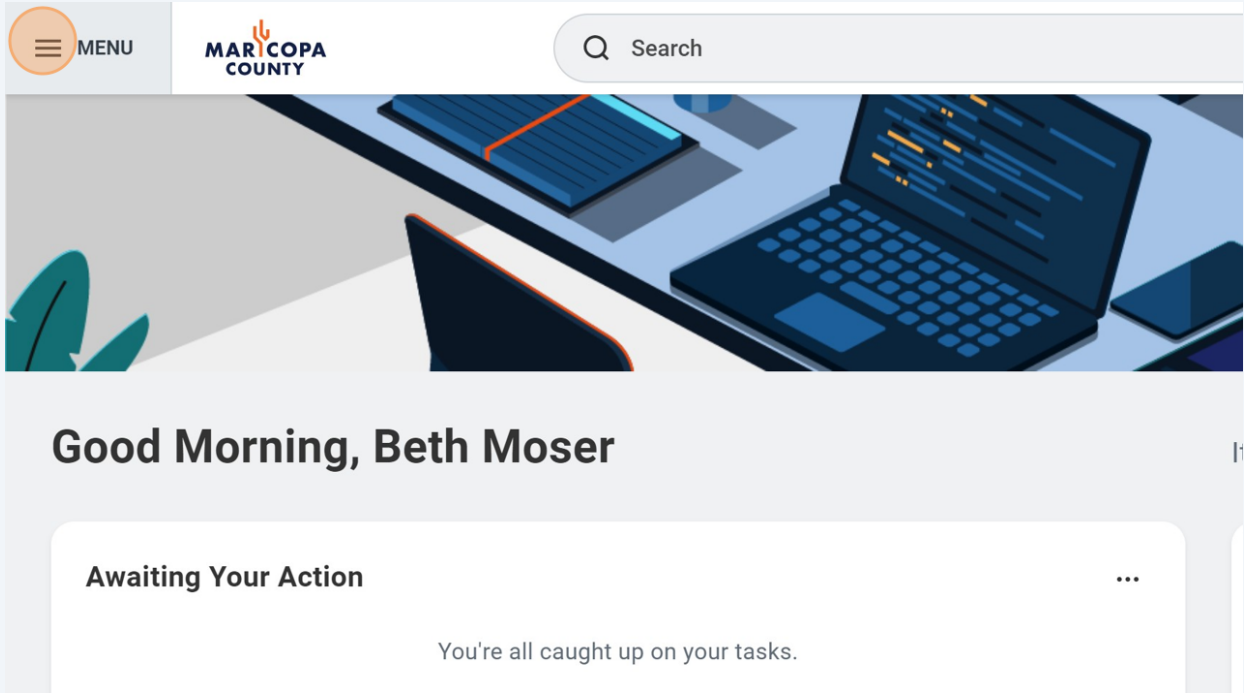 MENU
MARICOPA
COUNTY
Search
Good Morning, Beth Moser
Awaiting Your Action
You're all caught up on your tasks.